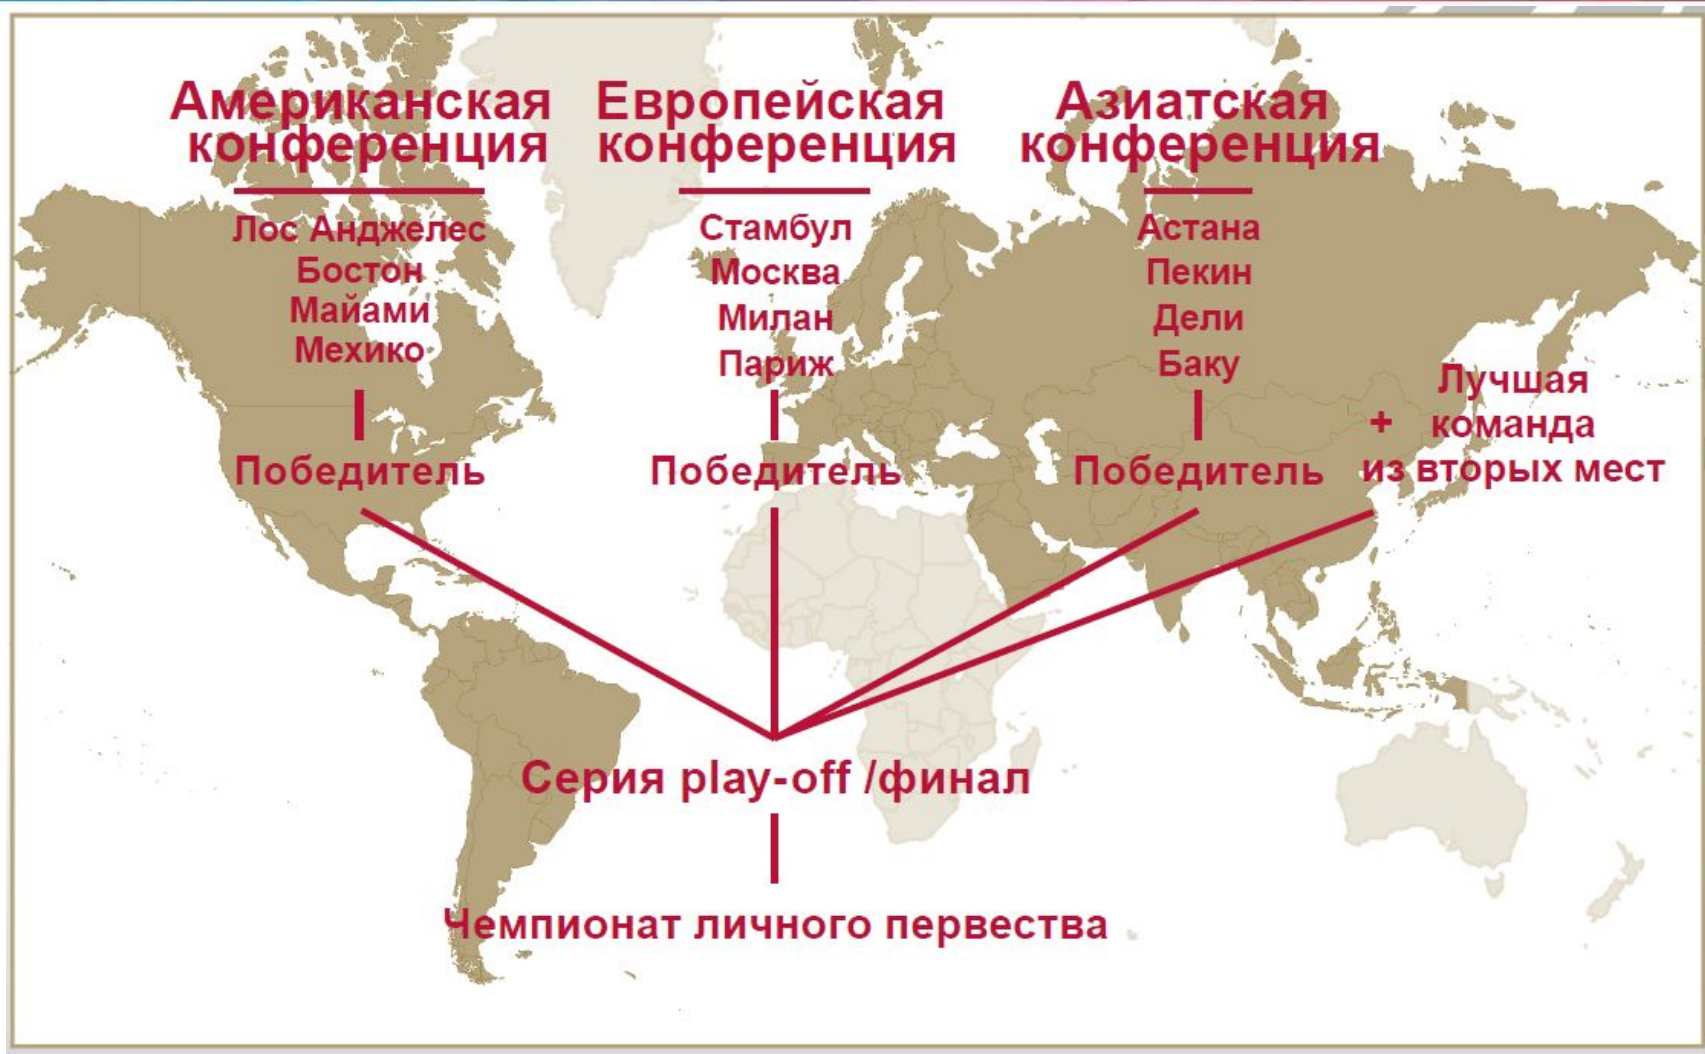 Американская
конференция
Лос Анджелес
Бостон
Майами
Мехико
Победитель
Европейская
конференция
Стамбул
Москва
Милан
Париж
Победитель
Азиатская
конференция
Астана
Пекин
Дели
Баку
Победитель
+
Лучшая
команда
из вторых мест
Серия play-off /финал
Чемпионат личного первества